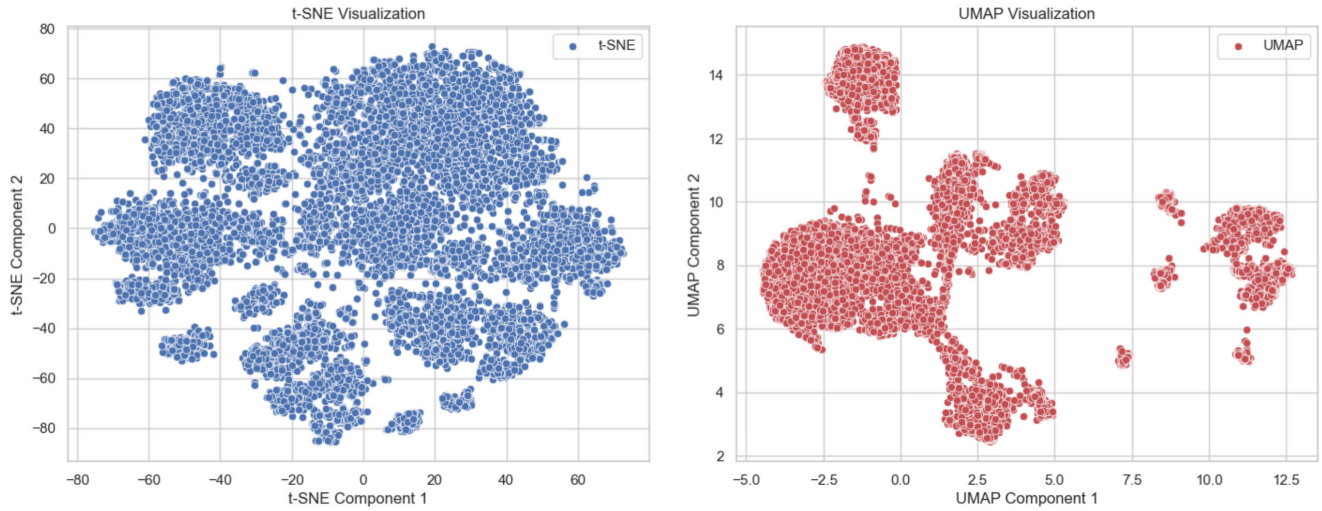 t-SNE Visualization
t-SNE
80
60
40
20
0
−20
−40
−60
−80
t-SNE Component 2
−80 −60 −40 −20 0 20 40 60
t-SNE Component 1
UMAP Visualization
UMAP
14
12
10
8
6
4
2
UMAP Component 2
−5.0 −2.5 0.0 2.5 5.0 7.5 10.0 12.5
UMAP Component 1